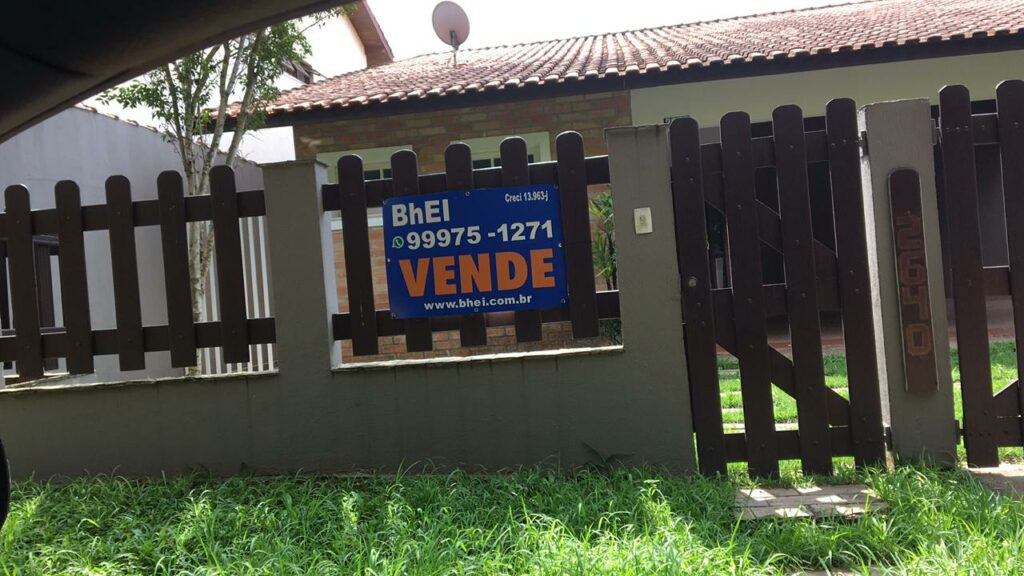 BhEI
Creci 13.963-j
99975 -1271
VENDE
www.bhei.com.br